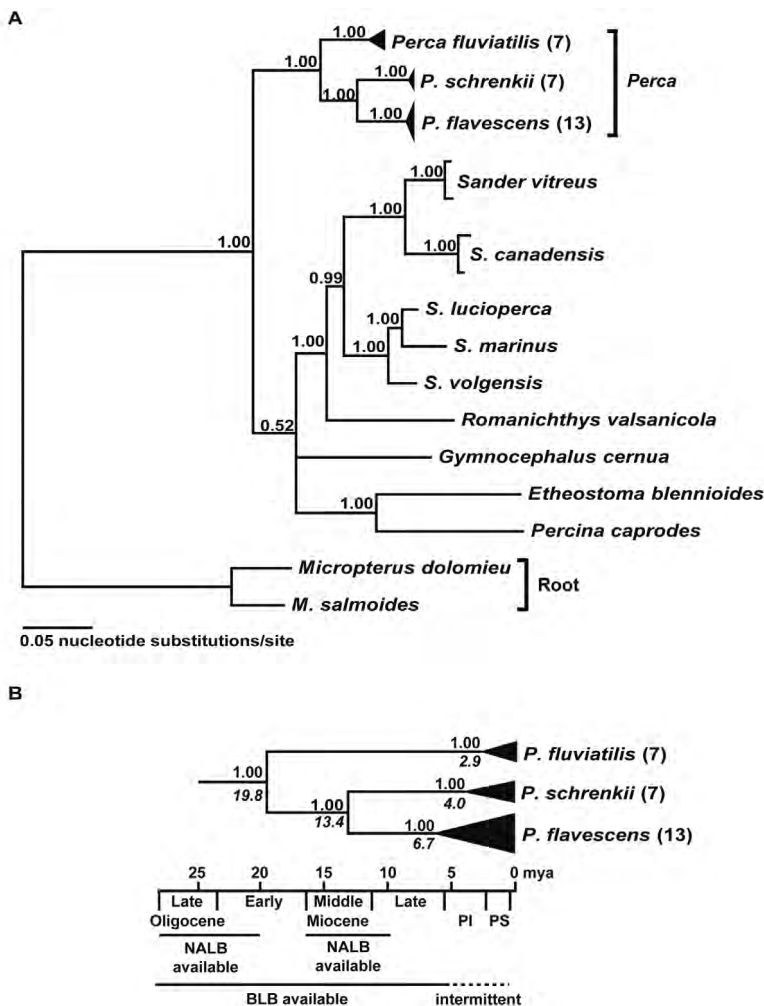 A
1.00
Perca fluviatilis (7)
1.00
1.00
P. schrenkii (7)
Perca
1.00
1.00
P. flavescens (13)
1.00
Sander vitreus
1.00
1.00
1.00
S. canadensis
0.99
S. lucioperca
1.00
1.00
1.00
S. marinus
S. volgensis
Romanichthys valsanicola
0.52
Gymnocephalus cernua
Etheostoma blennioides
1.00
Percina caprodes
Micropterus dolomieu
Root
M. salmoides
0.05 nucleotide substitutions/site
B
1.00
P. fluviatilis (7)
2.9
1.00
19.8
1.00
P. schrenkii (7)
4.0
1.00
13.4
1.00
P. flavescens (13)
6.7
25 20 15 10 5 0 mya
Late Early Middle Late
Oligocene Miocene Pl PS
NALB available
NALB available
BLB available intermittent